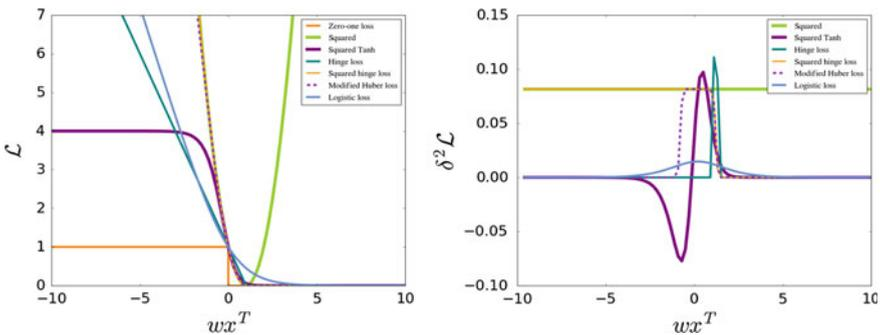 7
6
5
4
3
2
1
0
ℒ
−10
−5
0
5
10
wxᵀ
Zero-one loss
Squared
Squared Tanh
Hinge loss
Squared hinge loss
Modified Huber loss
Logistic loss
0.15
0.10
0.05
0.00
−0.05
−0.10
δ²ℒ
−10
−5
0
5
10
wxᵀ
Squared
Squared Tanh
Hinge loss
Squared hinge loss
Modified Huber loss
Logistic loss